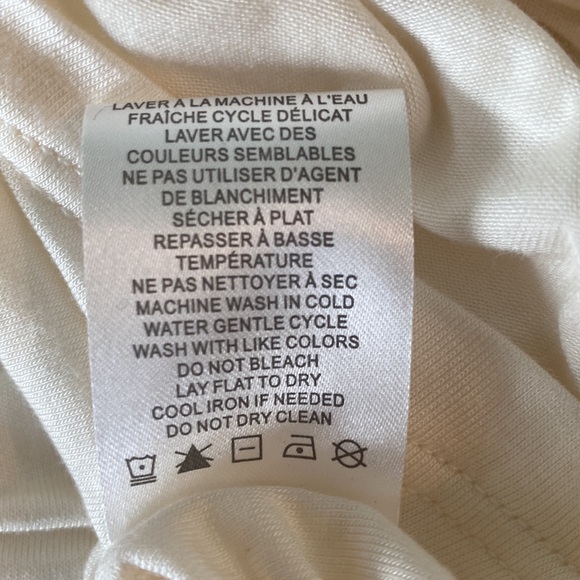 LAVER À LA MACHINE À L'EAU
FRAÎCHE CYCLE DÉLICAT
LAVER AVEC DES
COULEURS SEMBLABLES
NE PAS UTILISER D'AGENT
DE BLANCHIMENT
SÉCHER À PLAT
REPASSER À BASSE
TEMPÉRATURE
NE PAS NETTOYER À SEC
MACHINE WASH IN COLD
WATER GENTLE CYCLE
WASH WITH LIKE COLORS
DO NOT BLEACH
LAY FLAT TO DRY
COOL IRON IF NEEDED
DO NOT DRY CLEAN